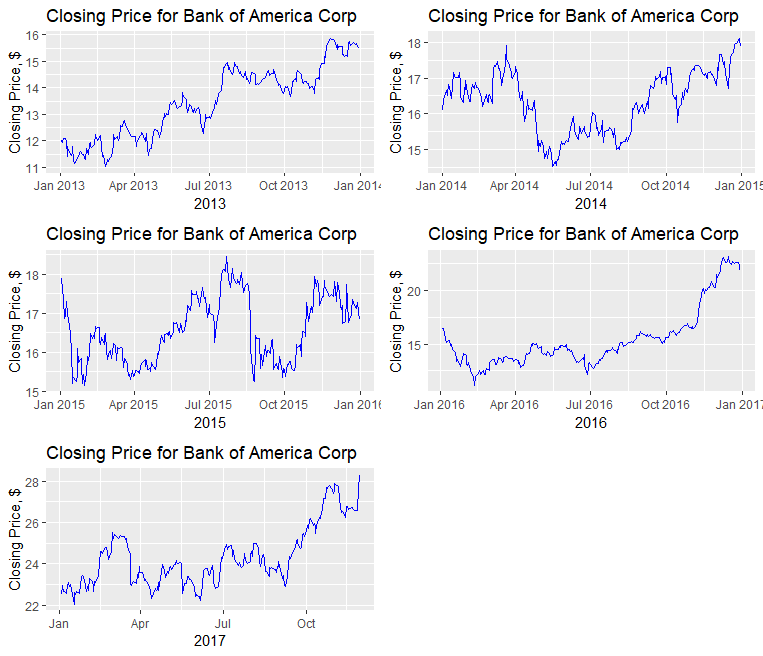 Closing Price for Bank of America Corp
Closing Price, $
16
15
14
13
12
11
Jan 2013 Apr 2013 Jul 2013 Oct 2013 Jan 2014
2013
Closing Price for Bank of America Corp
Closing Price, $
18
17
16
15
Jan 2014 Apr 2014 Jul 2014 Oct 2014 Jan 2015
2014
Closing Price for Bank of America Corp
Closing Price, $
18
17
16
15
Jan 2015 Apr 2015 Jul 2015 Oct 2015 Jan 2016
2015
Closing Price for Bank of America Corp
Closing Price, $
20
15
Jan 2016 Apr 2016 Jul 2016 Oct 2016 Jan 2017
2016
Closing Price for Bank of America Corp
Closing Price, $
28
26
24
22
Jan Apr Jul Oct
2017